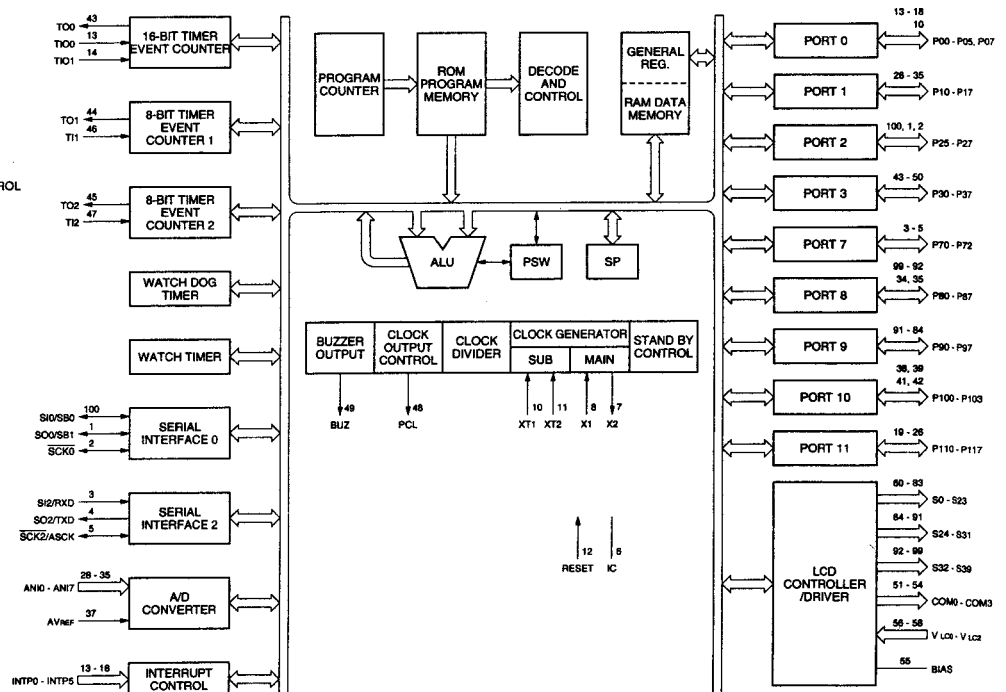 43
TO0
13
TIO0
14
TIO1
16-BIT TIMER
EVENT COUNTER
44
TO1
46
TI1
8-BIT TIMER
EVENT
COUNTER 1
ROL
45
TO2
47
TI2
8-BIT TIMER
EVENT
COUNTER 2
WATCH DOG
TIMER
WATCH TIMER
100
SI0/SB0
1
SO0/SB1
2
SCK0
SERIAL
INTERFACE 0
3
SI2/RXD
4
SO2/TXD
5
SCK2/ASCK
SERIAL
INTERFACE 2
28 - 35
ANI0 - ANI7
37
AVREF
A/D
CONVERTER
13 - 18
INTP0 - INTP5
INTERRUPT
CONTROL
PROGRAM
COUNTER
ROM
PROGRAM
MEMORY
DECODE
AND
CONTROL
GENERAL
REG.
RAM DATA
MEMORY
ALU
PSW
SP
BUZZER
OUTPUT
CLOCK
OUTPUT
CONTROL
CLOCK
DIVIDER
CLOCK GENERATOR
SUB
MAIN
STAND BY
CONTROL
49
BUZ
48
PCL
10
XT1
11
XT2
8
X1
7
X2
12
RESET
6
IC
PORT 0
13 - 18
10
P00 - P05, P07
PORT 1
28 - 35
P10 - P17
PORT 2
100, 1, 2
P25 - P27
PORT 3
43 - 50
P30 - P37
PORT 7
3 - 5
P70 - P72
PORT 8
99 - 92
34, 35
P80 - P87
PORT 9
91 - 84
P90 - P97
PORT 10
38, 39
41, 42
P100 - P103
PORT 11
19 - 26
P110 - P117
LCD
CONTROLLER
/DRIVER
60 - 83
S0 - S23
84 - 91
S24 - S31
92 - 99
S32 - S39
51 - 54
COM0 - COM3
56 - 58
VLC0 - VLC2
55
BIAS